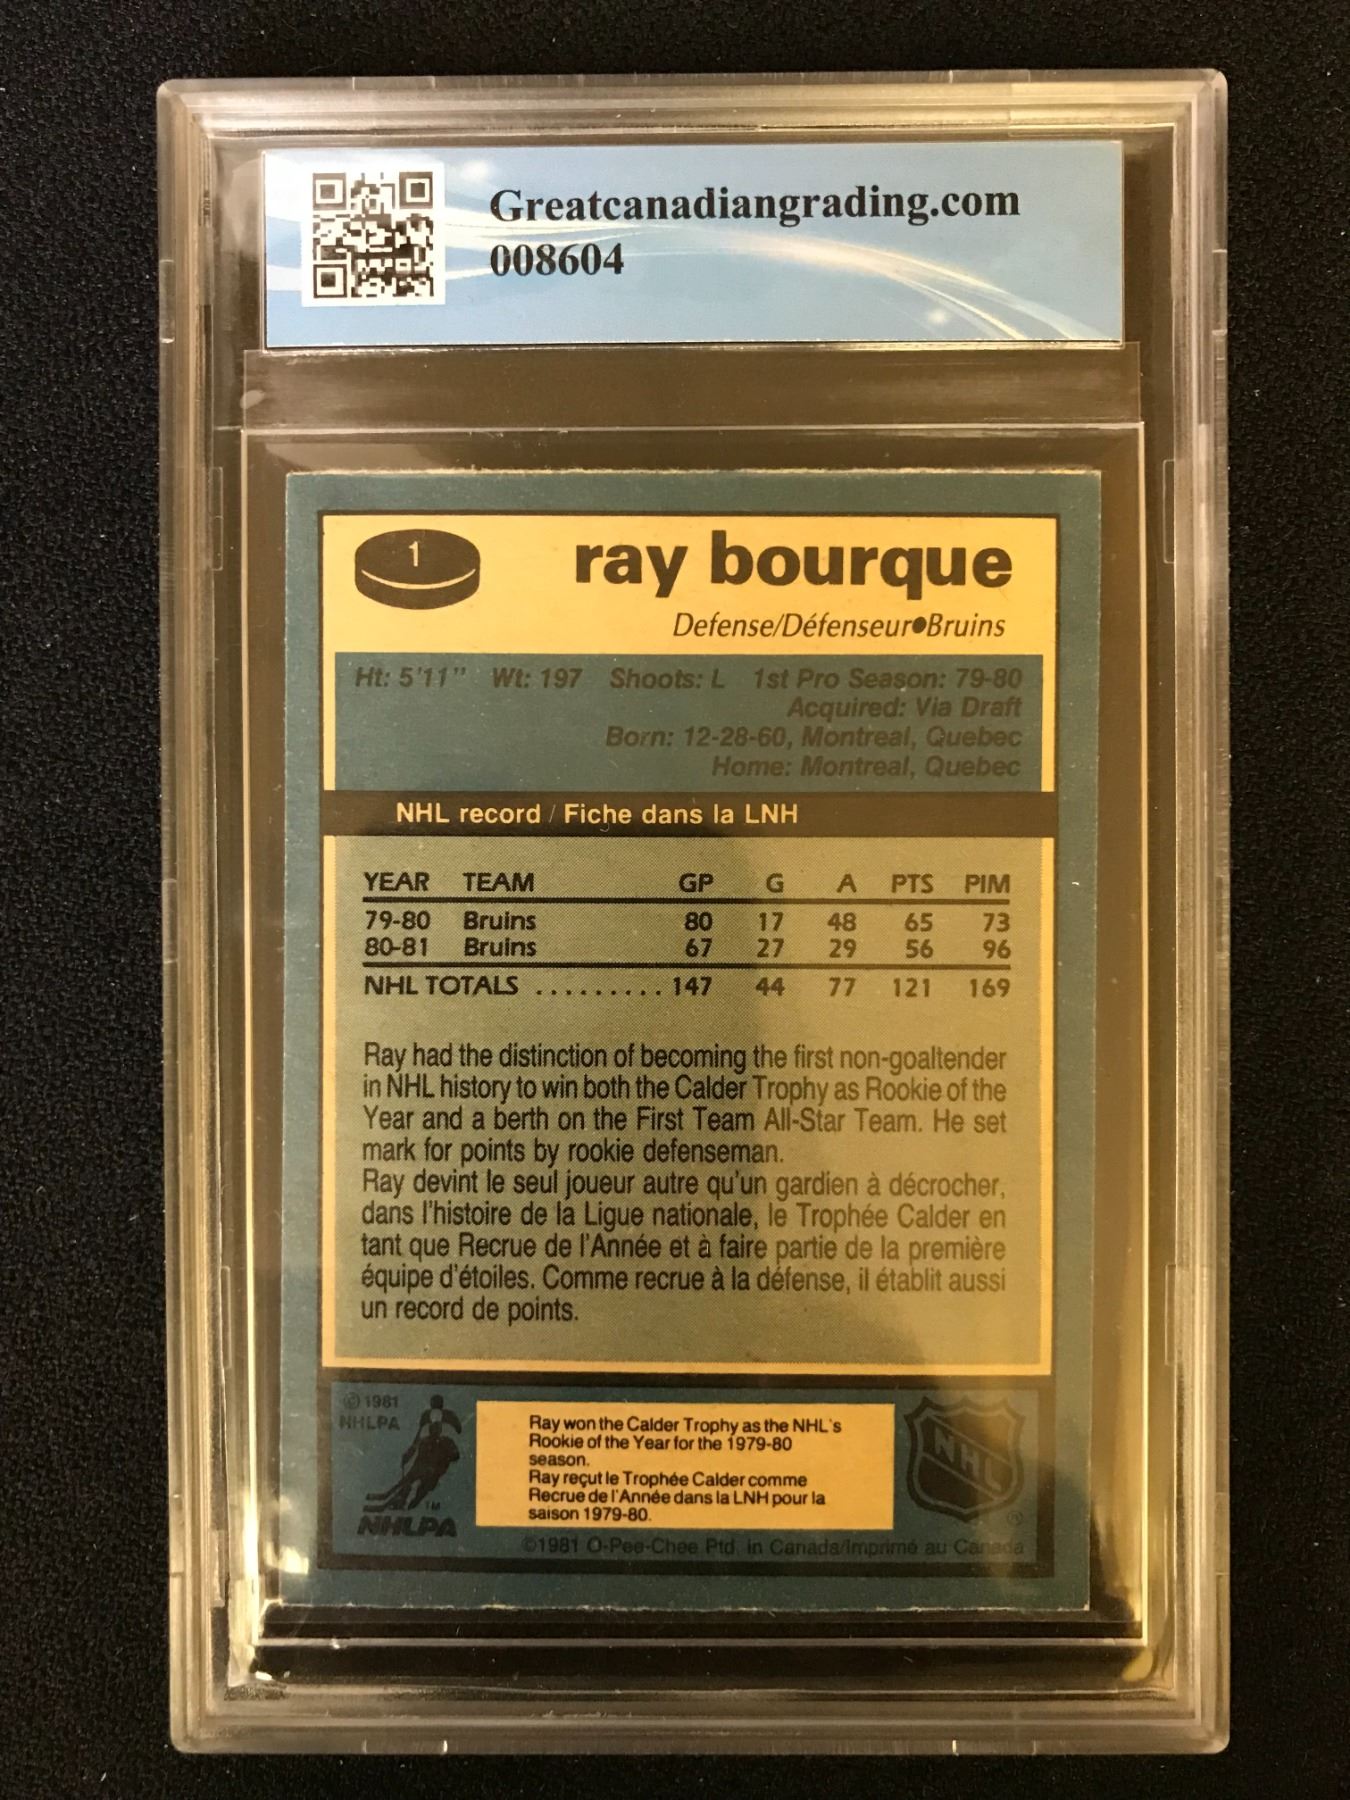 Greatcanadiangrading.com
008604
1
ray bourque
Defense/Défenseur●Bruins
Ht: 5'11" Wt: 197 Shoots: L 1st Pro Season: 79-80
Acquired: Via Draft
Born: 12-28-60, Montreal, Quebec
Home: Montreal, Quebec
NHL record / Fiche dans la LNH
YEAR TEAM GP G A PTS PIM
79-80 Bruins 80 17 48 65 73
80-81 Bruins 67 27 29 56 96
NHL TOTALS ......... 147 44 77 121 169
Ray had the distinction of becoming the first non-goaltender
in NHL history to win both the Calder Trophy as Rookie of the
Year and a berth on the First Team All-Star Team. He set
mark for points by rookie defenseman.
Ray devint le seul joueur autre qu'un gardien à décrocher,
dans l'histoire de la Ligue nationale, le Trophée Calder en
tant que Recrue de l'Année et à faire partie de la première
équipe d'étoiles. Comme recrue à la défense, il établit aussi
un record de points.
© 1981
NHLPA
TM
NHLPA
Ray won the Calder Trophy as the NHL's
Rookie of the Year for the 1979-80
season.
Ray reçut le Trophée Calder comme
Recrue de l'Année dans la LNH pour la
saison 1979-80.
NHL
®
©1981 O-Pee-Chee Ptd. in Canada/Imprimé au Canada